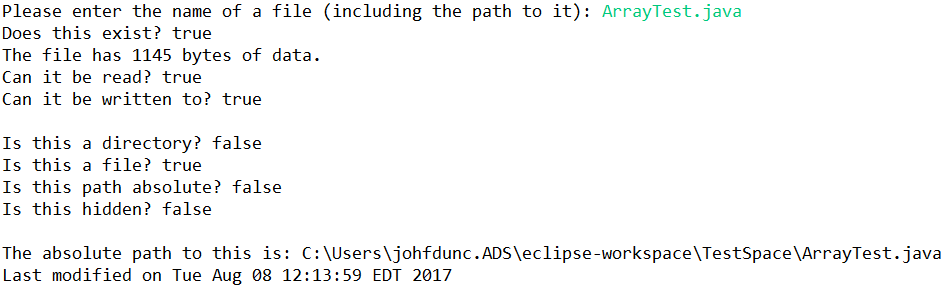 Please enter the name of a file (including the path to it): ArrayTest.java
Does this exist? true
The file has 1145 bytes of data.
Can it be read? true
Can it be written to? true
Is this a directory? false
Is this a file? true
Is this path absolute? false
Is this hidden? false
The absolute path to this is: C:\Users\johfdunc.ADS\eclipse-workspace\TestSpace\ArrayTest.java
Last modified on Tue Aug 08 12:13:59 EDT 2017